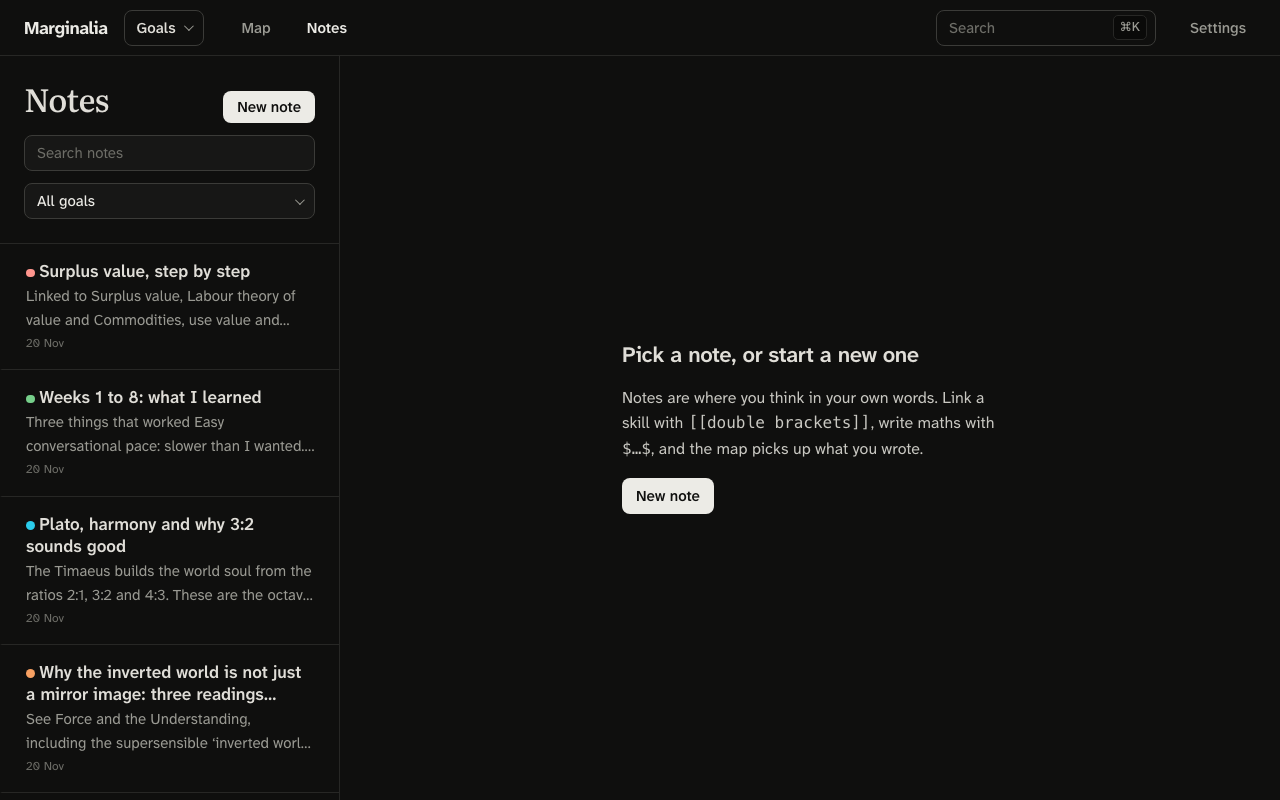 Marginalia
Goals
Map
Notes
Search
⌘K
Settings
Notes
New note
Search notes
All goals
Surplus value, step by step
Linked to Surplus value, Labour theory of
value and Commodities, use value and…
20 Nov
Weeks 1 to 8: what I learned
Three things that worked Easy
conversational pace: slower than I wanted.…
20 Nov
Plato, harmony and why 3:2
sounds good
The Timaeus builds the world soul from the
ratios 2:1, 3:2 and 4:3. These are the octav…
20 Nov
Why the inverted world is not just
a mirror image: three readings…
See Force and the Understanding,
including the supersensible ‘inverted worl…
20 Nov
Pick a note, or start a new one
Notes are where you think in your own words. Link a
skill with [[double brackets]], write maths with
$…$, and the map picks up what you wrote.
New note